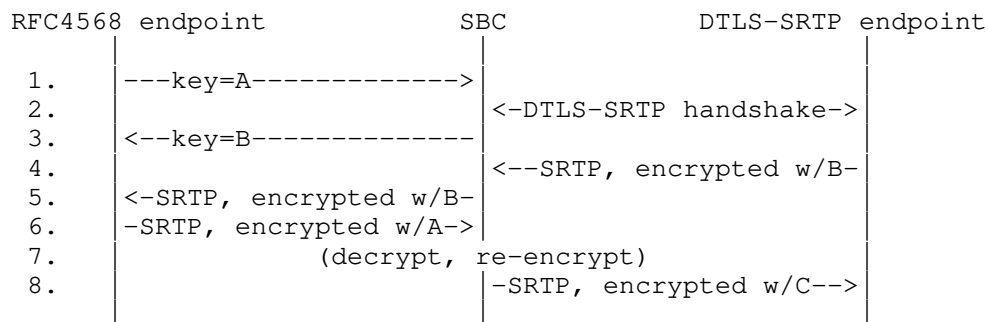 RFC4568 endpoint SBC DTLS-SRTP endpoint
1. |---key=A------------->|
2. |<-DTLS-SRTP handshake->|
3. |<--key=B--------------|
4. |<--SRTP, encrypted w/B-|
5. |<-SRTP, encrypted w/B-|
6. |-SRTP, encrypted w/A->|
7. (decrypt, re-encrypt)
8. |-SRTP, encrypted w/C-->|